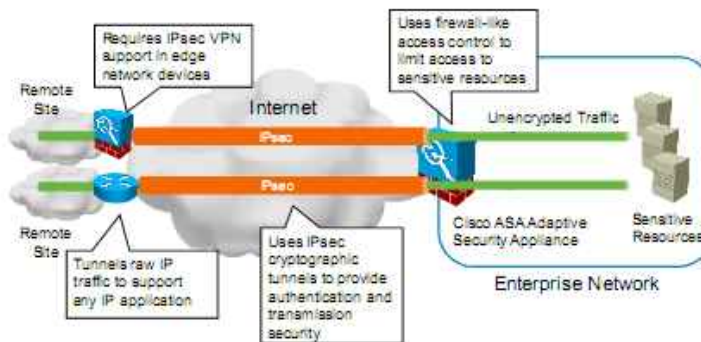 Requires IPsec VPN
support in edge
network devices
Uses firewall-like
access control to
limit access to
sensitive resources
Remote
Site
Internet
Unencrypted Traffic
IPsec
IPsec
Remote
Site
Tunnels raw IP
traffic to support
any IP application
Uses IPsec
cryptographic
tunnels to provide
authentication and
transmission
security
Cisco ASA Adaptive
Security Appliance
Sensitive
Resources
Enterprise Network